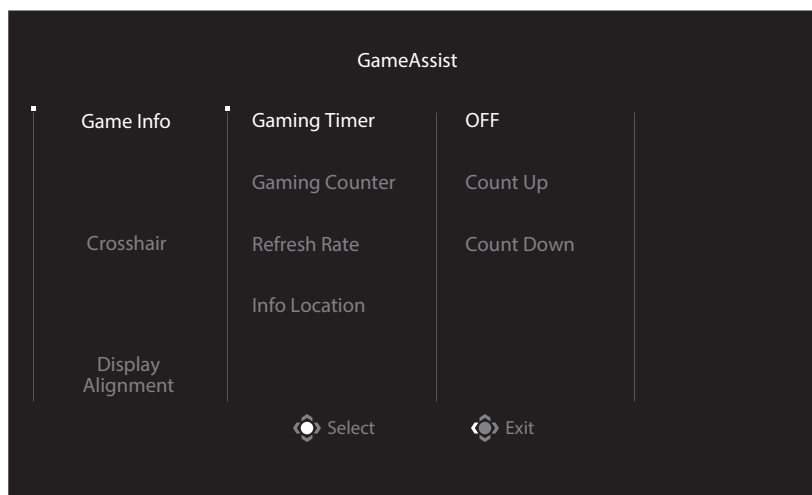 GameAssist
Game Info
Gaming Timer
OFF
Gaming Counter
Count Up
Crosshair
Refresh Rate
Count Down
Info Location
Display
Alignment
Select
Exit